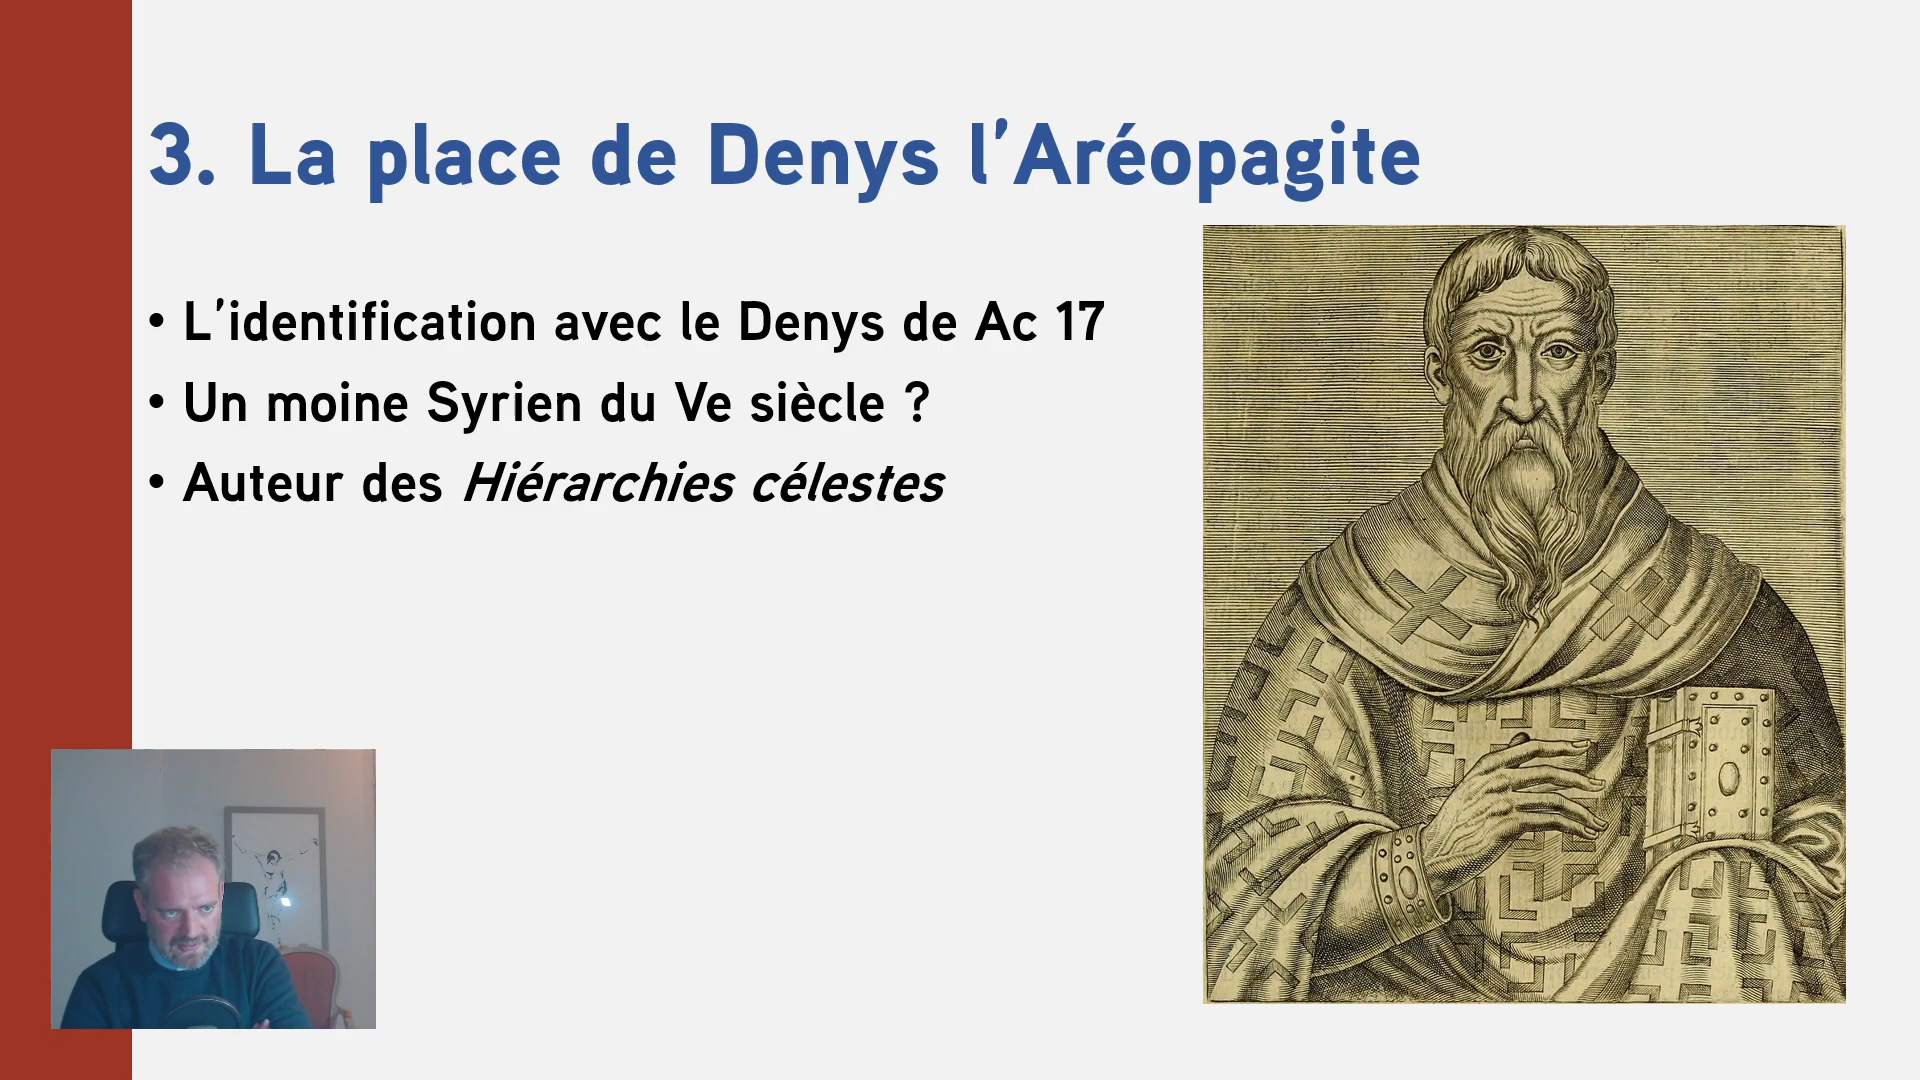 3. La place de Denys l’Aréopagite
• L’identification avec le Denys de Ac 17
• Un moine Syrien du Ve siècle ?
• Auteur des Hiérarchies célestes